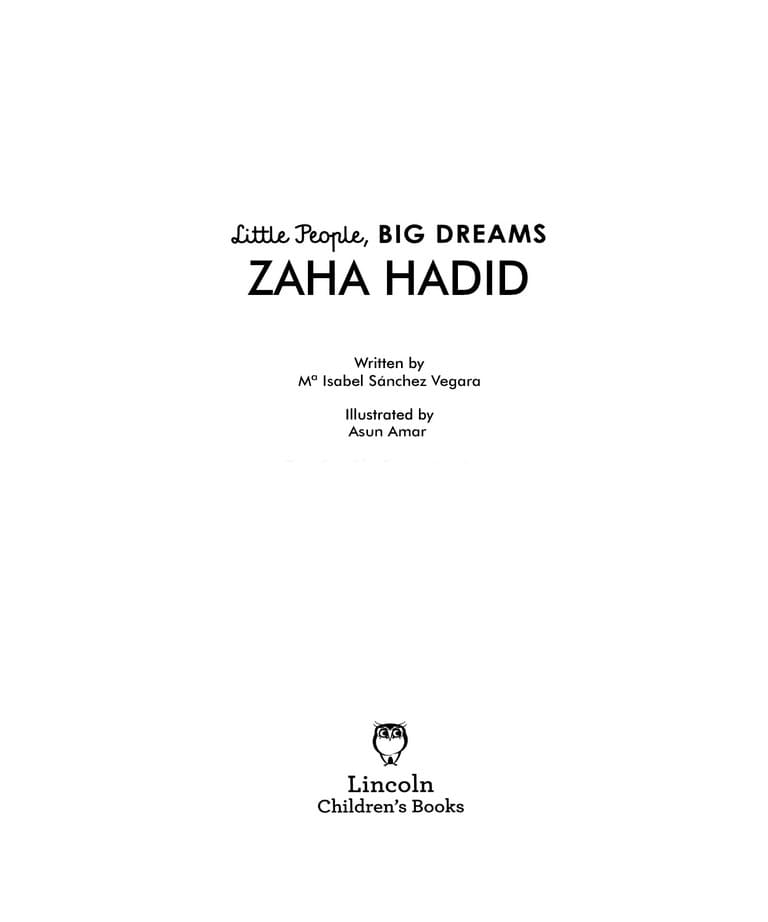 Little People, BIG DREAMS
ZAHA HADID
Written by
Mª Isabel Sánchez Vegara
Illustrated by
Asun Amar
Lincoln
Children's Books